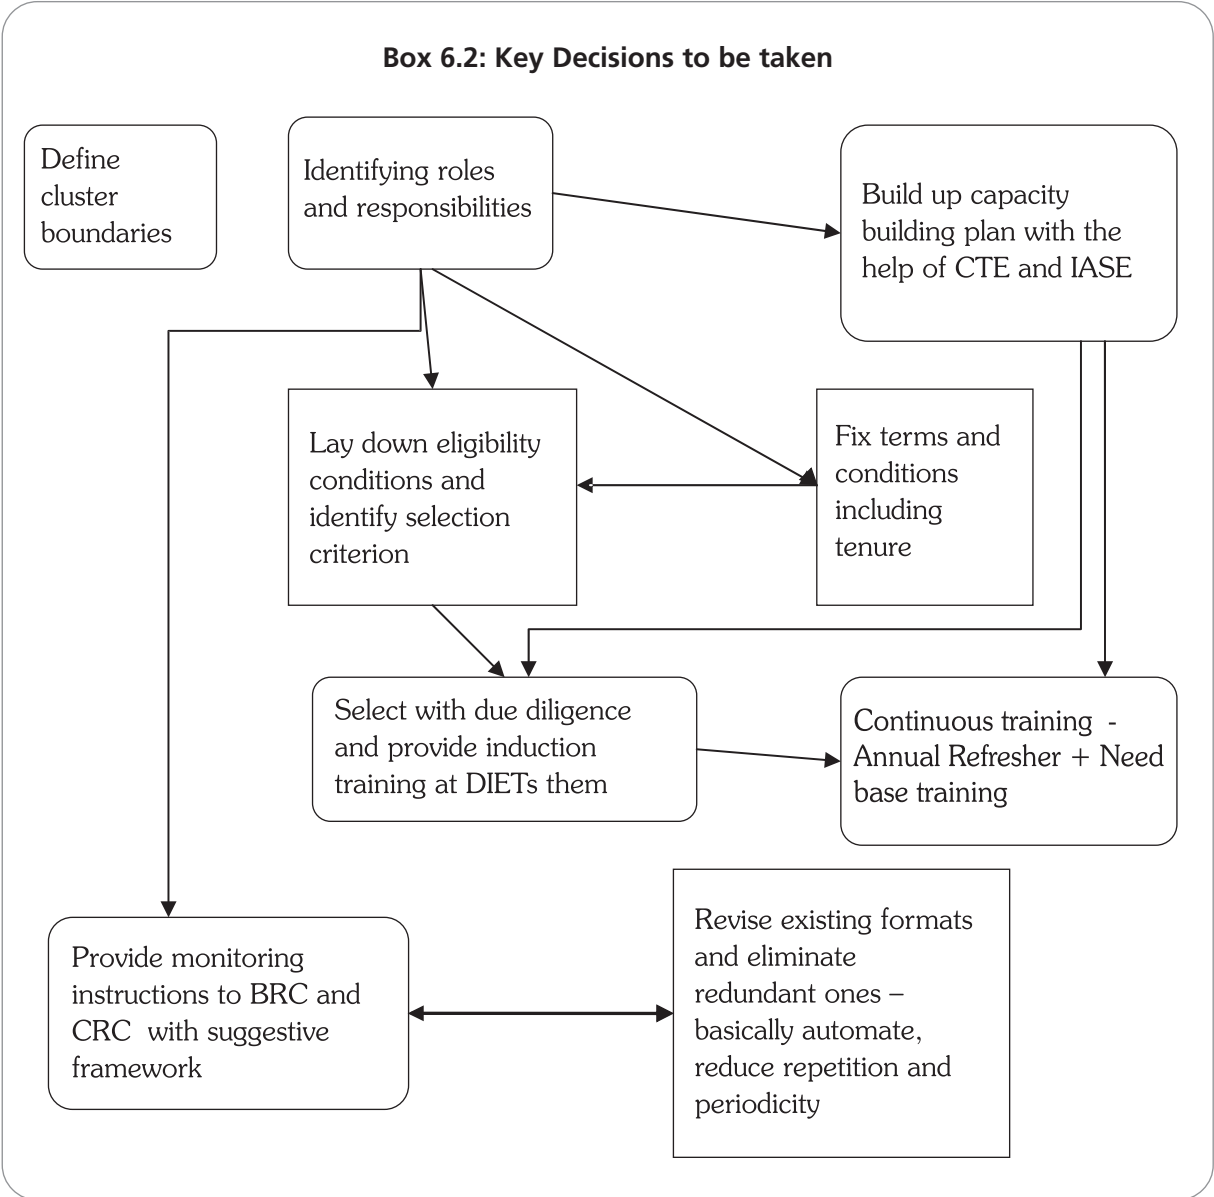 Box 6.2: Key Decisions to be taken
Define
cluster
boundaries
Identifying roles
and responsibilities
Build up capacity
building plan with the
help of CTE and IASE
Lay down eligibility
conditions and
identify selection
criterion
Fix terms and
conditions
including
tenure
Select with due diligence
and provide induction
training at DIETs them
Continuous training -
Annual Refresher + Need
base training
Provide monitoring
instructions to BRC and
CRC with suggestive
framework
Revise existing formats
and eliminate
redundant ones –
basically automate,
reduce repetition and
periodicity